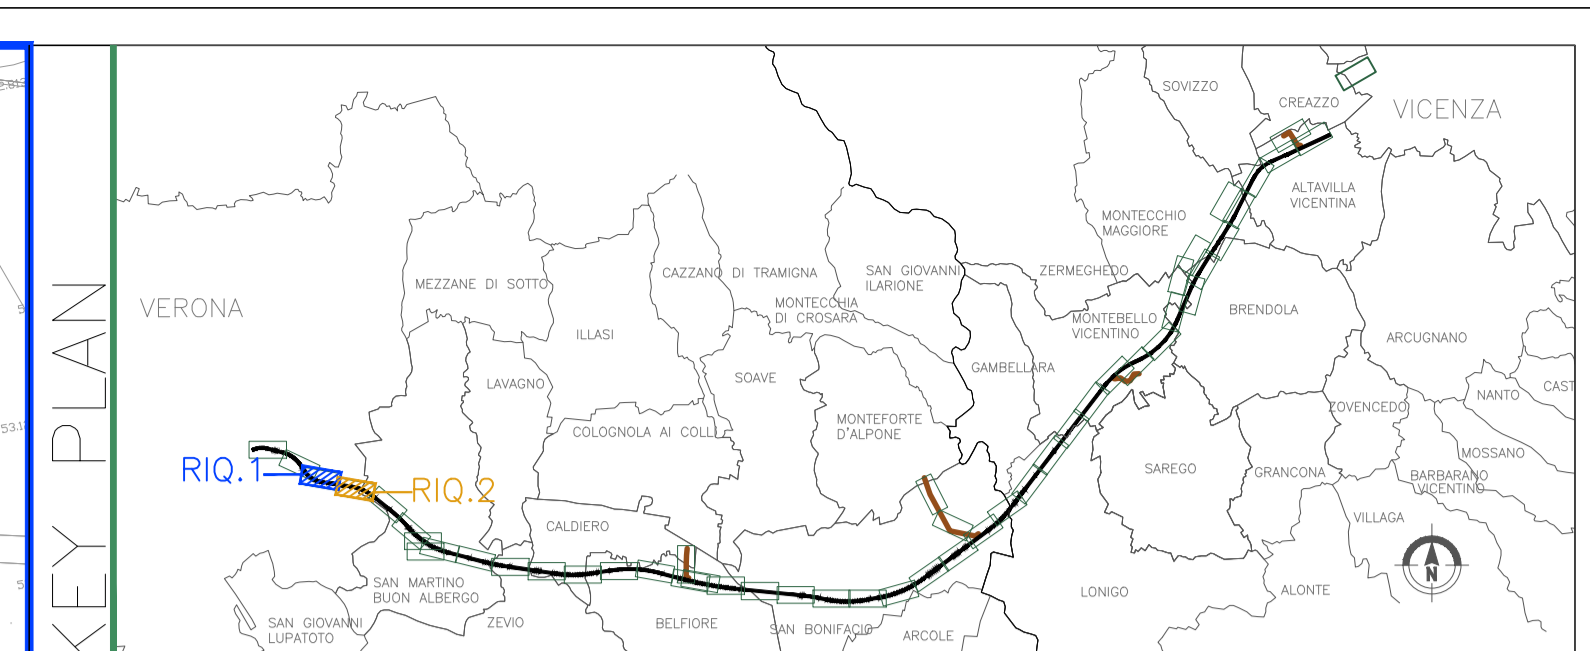 KEY PLAN
SOVIZZO
CREAZZO
VICENZA
ALTAVILLA
VICENTINA
MONTECCHIO
MAGGIORE
ZERMEGHEDO
MEZZANE DI SOTTO
CAZZANO DI TRAMIGNA
SAN GIOVANNI
ILARIONE
VERONA
MONTECCHIA
DI CROSARA
MONTEBELLO
VICENTINO
BRENDOLA
ILLASI
ARCUGNANO
GAMBELLARA
LAVAGNO
SOAVE
CAST
NANTO
ZOVENCEDO
MONTEFORTE
D'ALPONE
COLOGNOLA AI COLLI
MOSSANO
RIQ.1
RIQ.2
SAREGO
GRANCONA
BARBARANO
VICENTINO
VILLAGA
CALDIERO
N
SAN MARTINO
BUON ALBERGO
LONIGO
ALONTE
SAN GIOVANNI
LUPATOTO
ZEVIO
BELFIORE
SAN BONIFACIO
ARCOLE